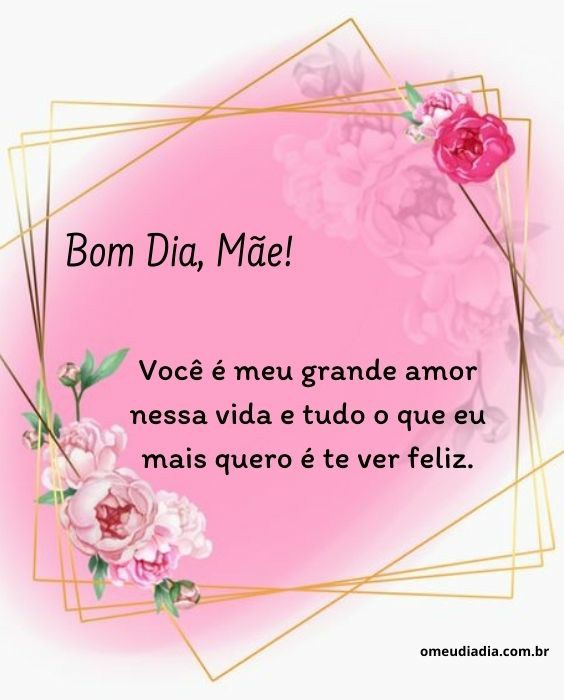 Bom Dia, Mãe!
Você é meu grande amor
nessa vida e tudo o que eu
mais quero é te ver feliz.
omeudiadia.com.br